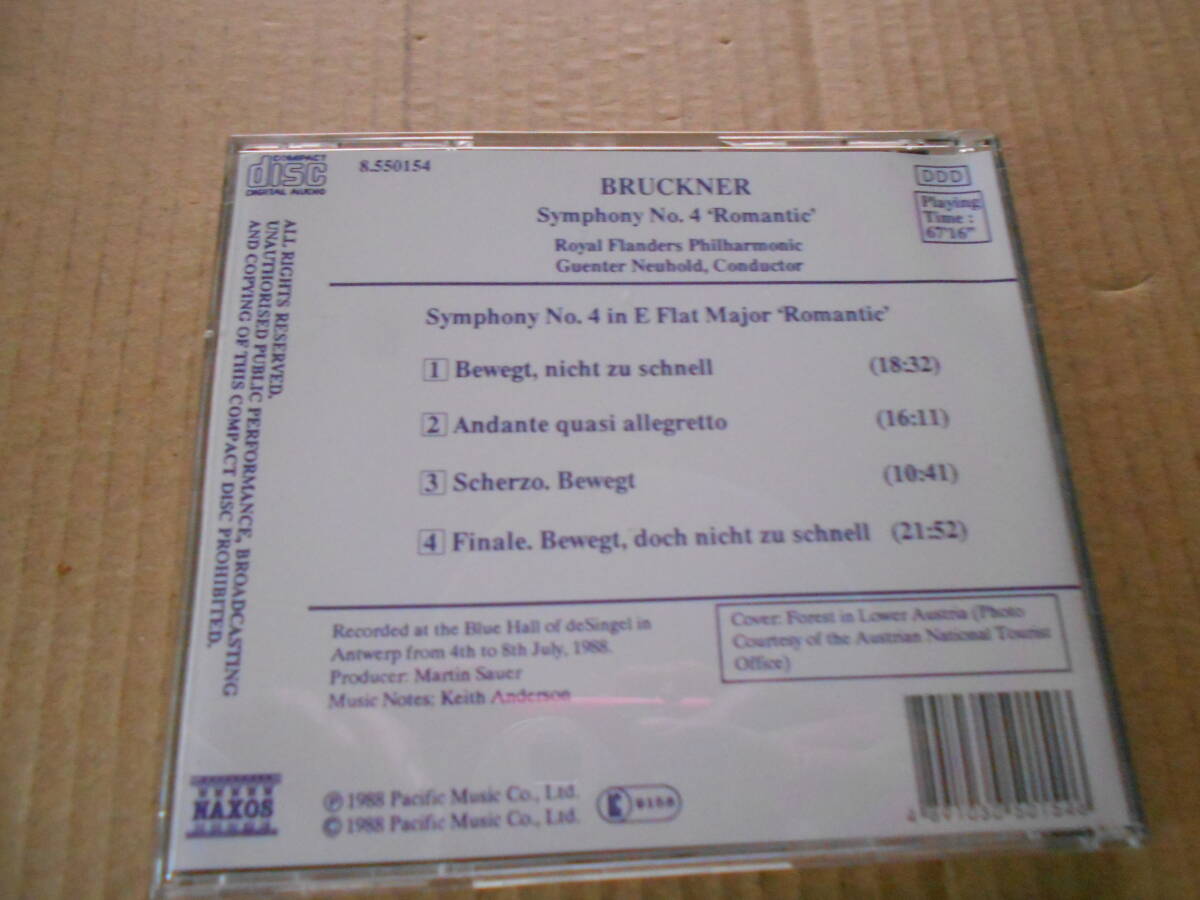 COMPACT
disc
DIGITAL AUDIO
8.550154
BRUCKNER
Symphony No. 4 ‘Romantic’
Royal Flanders Philharmonic
Guenter Neuhold, Conductor
DDD
Playing
Time :
67'16"
ALL RIGHTS RESERVED.
UNAUTHORISED PUBLIC PERFORMANCE, BROADCASTING
AND COPYING OF THIS COMPACT DISC PROHIBITED.
Symphony No. 4 in E Flat Major ‘Romantic’
1 Bewegt, nicht zu schnell (18:32)
2 Andante quasi allegretto (16:11)
3 Scherzo. Bewegt (10:41)
4 Finale. Bewegt, doch nicht zu schnell (21:52)
Recorded at the Blue Hall of deSingel in
Antwerp from 4th to 8th July, 1988.
Producer: Martin Sauer
Music Notes: Keith Anderson
Cover: Forest in Lower Austria (Photo
Courtesy of the Austrian National Tourist
Office)
NAXOS
℗ 1988 Pacific Music Co., Ltd.
© 1988 Pacific Music Co., Ltd.